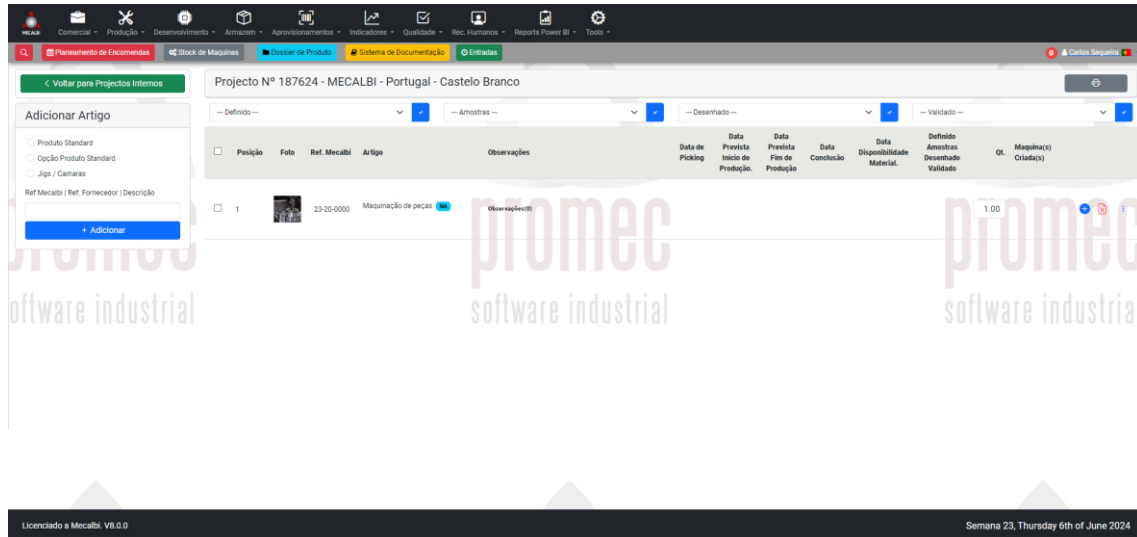 MECALBI
Comercial
Produção
Desenvolvimento
Armazem
Aprovisionamentos
Indicadores
Qualidade
Rec. Humanos
Reports Power BI
Tools
Planeamento de Encomendas
Stock de Maquinas
Dossier de Produto
Sistema de Documentação
Entradas
0
Carlos Sequeira
< Voltar para Projectos Internos
Projecto Nº 187624 - MECALBI - Portugal - Castelo Branco
Adicionar Artigo
Produto Standard
Opção Produto Standard
Jigs / Camaras
Ref Mecalbi | Ref. Fornecedor | Descrição
+ Adicionar
--- Definido ---
--- Amostras ---
--- Desenhado ---
--- Validado ---
Posição
Foto
Ref. Mecalbi
Artigo
Observações
Data de
Picking
Data
Prevista
Início de
Produção.
Data
Prevista
Fim de
Produção
Data
Conclusão
Data
Disponibilidade
Material.
Definido
Amostras
Desenhado
Validado
Qt.
Maquina(s)
Criada(s)
1
23-20-0000
Maquinação de peças NA
Observações(0)
1.00
promec
software industrial
promec
software industrial
promec
software industrial
Licenciado a Mecalbi. V8.0.0
Semana 23, Thursday 6th of June 2024